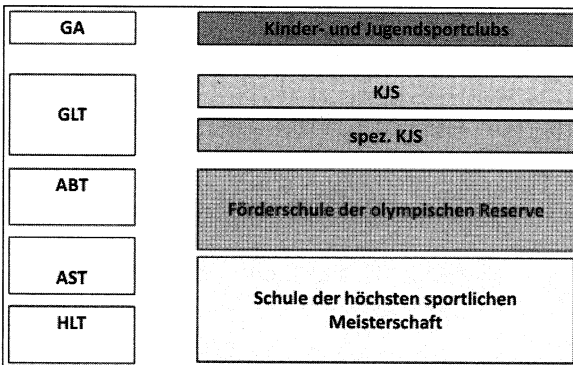 GA
Kinder- und Jugendsportclubs
GLT
KJS
spez. KJS
ABT
Förderschule der olympischen Reserve
AST
HLT
Schule der höchsten sportlichen
Meisterschaft